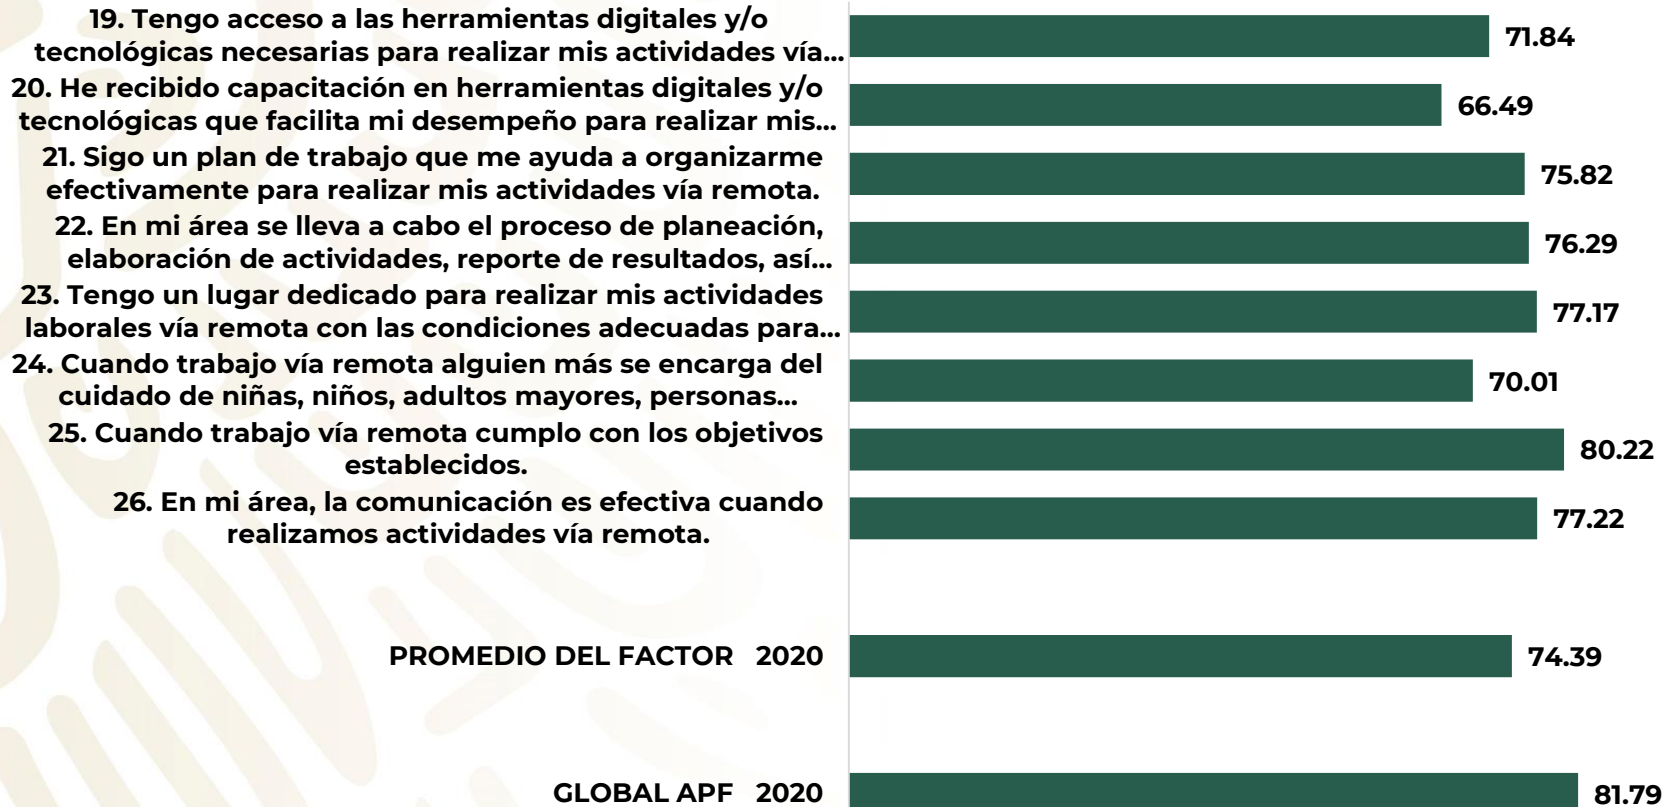 19. Tengo acceso a las herramientas digitales y/o
tecnológicas necesarias para realizar mis actividades vía...
71.84
20. He recibido capacitación en herramientas digitales y/o
tecnológicas que facilita mi desempeño para realizar mis...
66.49
21. Sigo un plan de trabajo que me ayuda a organizarme
efectivamente para realizar mis actividades vía remota.
75.82
22. En mi área se lleva a cabo el proceso de planeación,
elaboración de actividades, reporte de resultados, así...
76.29
23. Tengo un lugar dedicado para realizar mis actividades
laborales vía remota con las condiciones adecuadas para...
77.17
24. Cuando trabajo vía remota alguien más se encarga del
cuidado de niñas, niños, adultos mayores, personas...
70.01
25. Cuando trabajo vía remota cumplo con los objetivos
establecidos.
80.22
26. En mi área, la comunicación es efectiva cuando
realizamos actividades vía remota.
77.22
PROMEDIO DEL FACTOR 2020
74.39
GLOBAL APF 2020
81.79